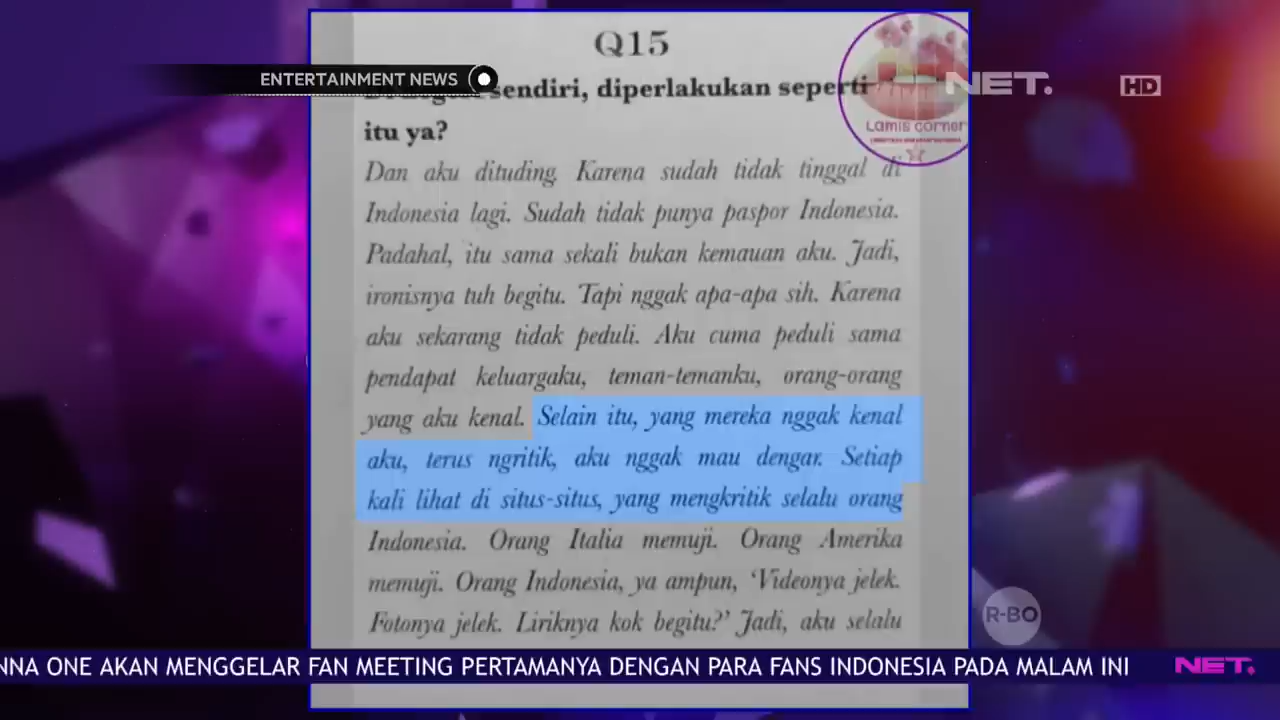 Q15
ENTERTAINMENT NEWS
NET.
HD
sendiri, diperlakukan seperti
itu ya?
Lamis corner
Dan aku dituding. Karena sudah tidak tinggal di
Indonesia lagi. Sudah tidak punya paspor Indonesia.
Padahal, itu sama sekali bukan kemauan aku. Jadi,
ironisnya tuh begitu. Tapi nggak apa-apa sih. Karena
aku sekarang tidak peduli. Aku cuma peduli sama
pendapat keluargaku, teman-temanku, orang-orang
yang aku kenal. Selain itu, yang mereka nggak kenal
aku, terus ngritik, aku nggak mau dengar. Setiap
kali lihat di situs-situs, yang mengkritik selalu orang
Indonesia. Orang Italia memuji. Orang Amerika
memuji. Orang Indonesia, ya ampun, ‘Videonya jelek.
Fotonya jelek. Liriknya kok begitu?’ Jadi, aku selalu
R-BO
NNA ONE AKAN MENGGELAR FAN MEETING PERTAMANYA DENGAN PARA FANS INDONESIA PADA MALAM INI
NET.